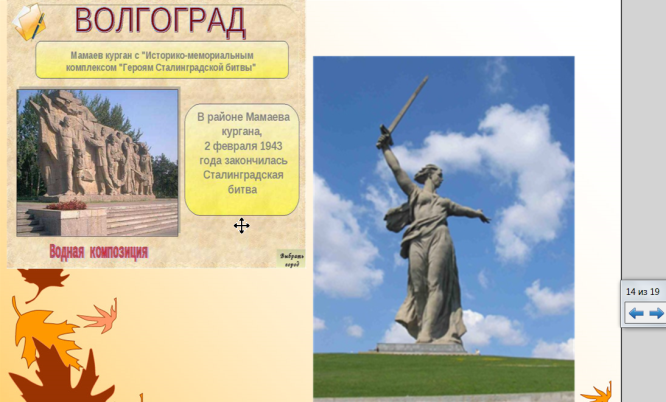 ВОЛГОГРАД
Мамаев курган с "Историко-мемориальным
комплексом "Героям Сталинградской битвы"
В районе Мамаева
кургана,
2 февраля 1943
года закончилась
Сталинградская
битва
Водная композиция
Выбрать
город
14 из 19